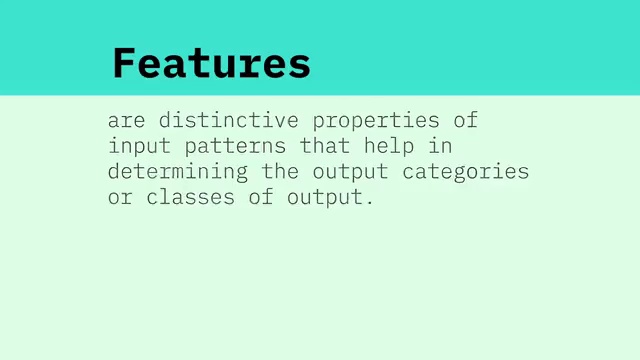 Features
are distinctive properties of
input patterns that help in
determining the output categories
or classes of output.